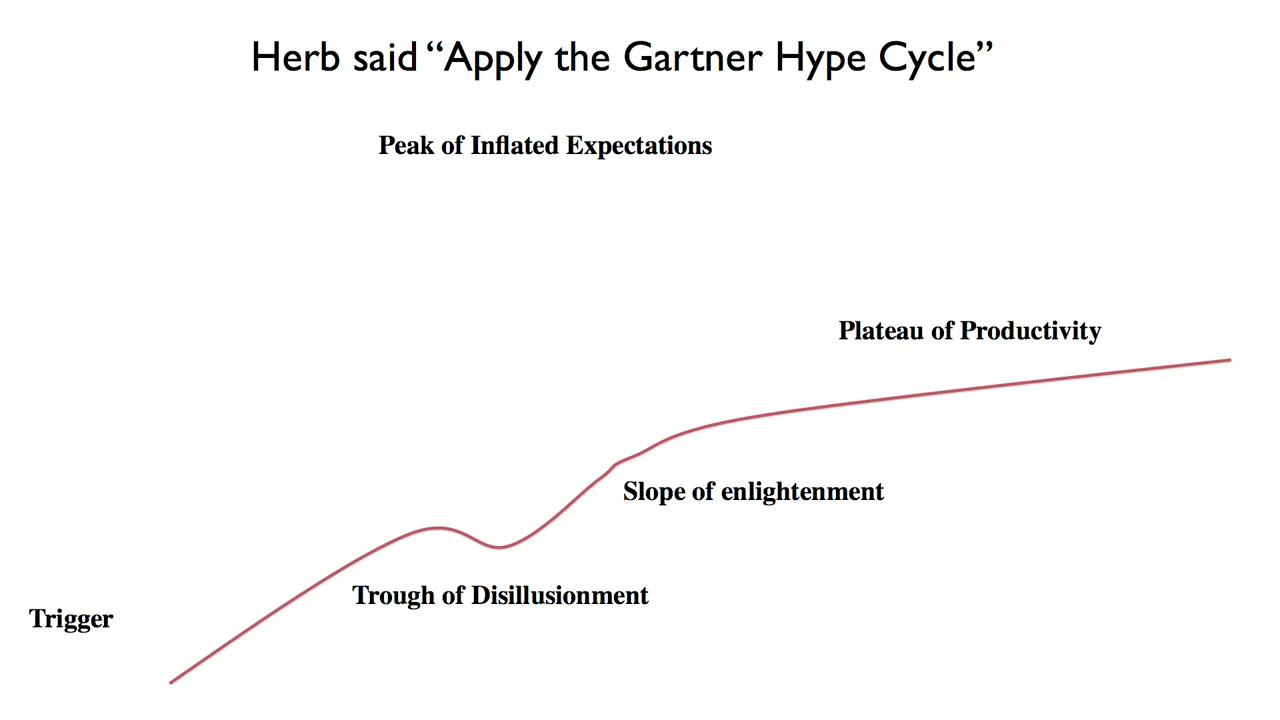 Herb said “Apply the Gartner Hype Cycle”
Peak of Inflated Expectations
Plateau of Productivity
Slope of enlightenment
Trough of Disillusionment
Trigger